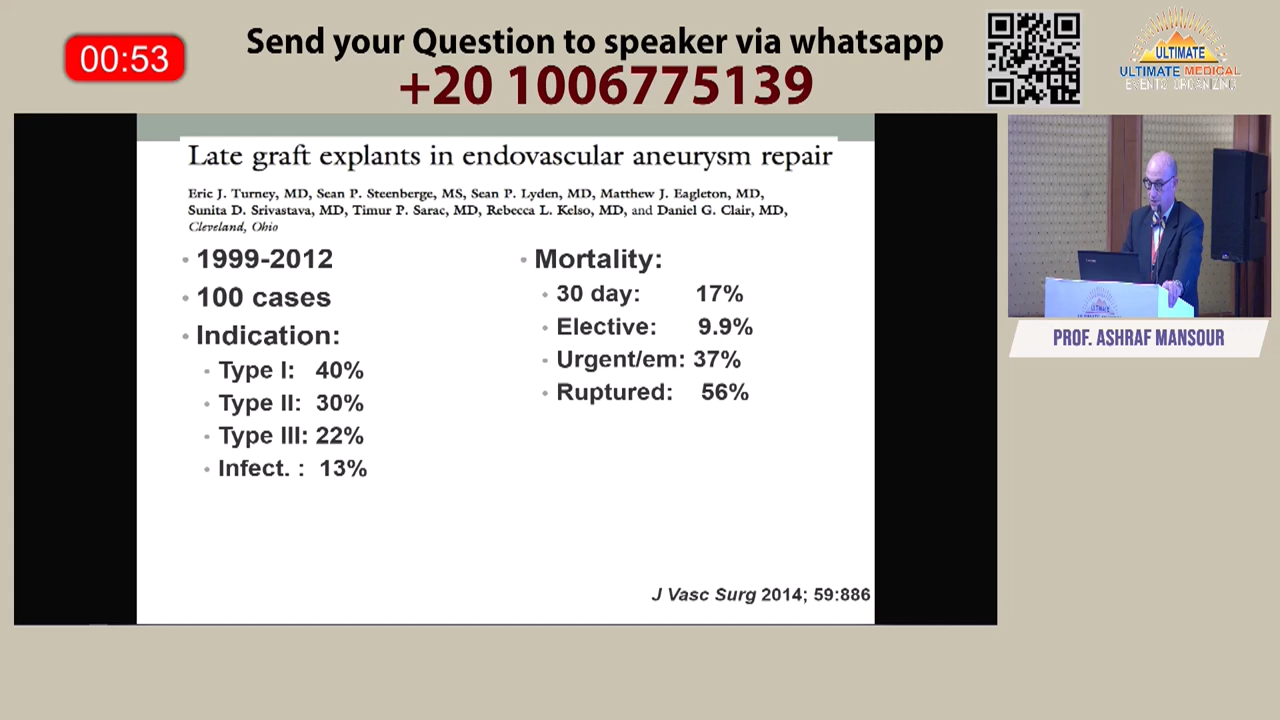 00:53
Send your Question to speaker via whatsapp
+20 1006775139
ULTIMATE
ULTIMATE MEDICAL
EVENTS ORGANIZING
Late graft explants in endovascular aneurysm repair
Eric J. Turney, MD, Sean P. Steenberge, MS, Sean P. Lyden, MD, Matthew J. Eagleton, MD,
Sunita D. Srivastava, MD, Timur P. Sarac, MD, Rebecca L. Kelso, MD, and Daniel G. Clair, MD,
Cleveland, Ohio
• 1999-2012
• 100 cases
• Indication:
• Type I: 40%
• Type II: 30%
• Type III: 22%
• Infect. : 13%
• Mortality:
• 30 day: 17%
• Elective: 9.9%
• Urgent/em: 37%
• Ruptured: 56%
J Vasc Surg 2014; 59:886
PROF. ASHRAF MANSOUR